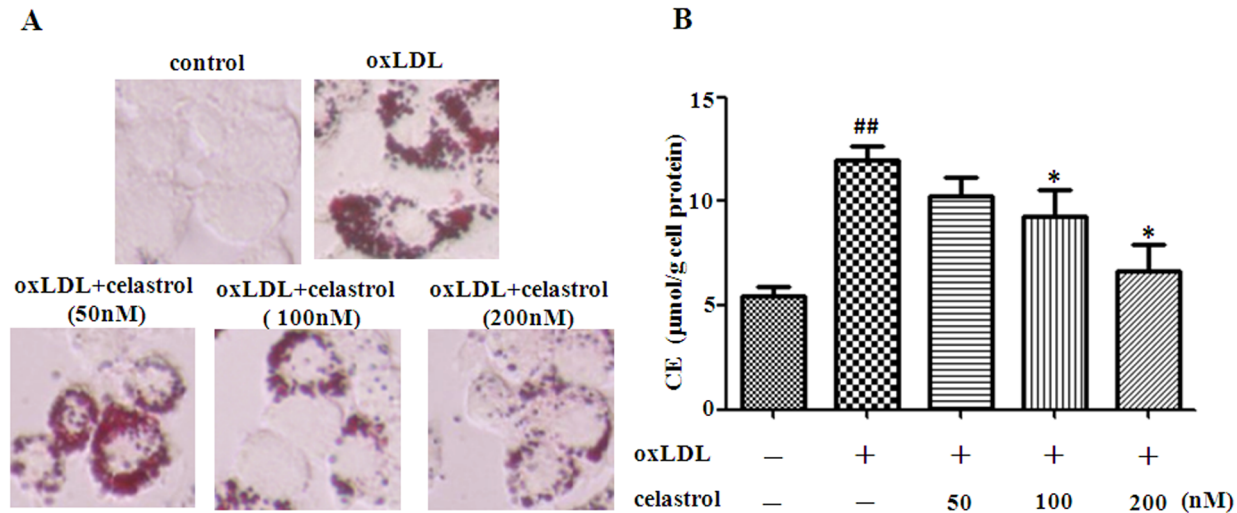 A
control
oxLDL
oxLDL+celastrol
(50nM)
oxLDL+celastrol
( 100nM)
oxLDL+celastrol
(200nM)
B
CE (μmol/g cell protein)
15
10
5
0
##
*
*
oxLDL − + + + +
celastrol − − 50 100 200 (nM)